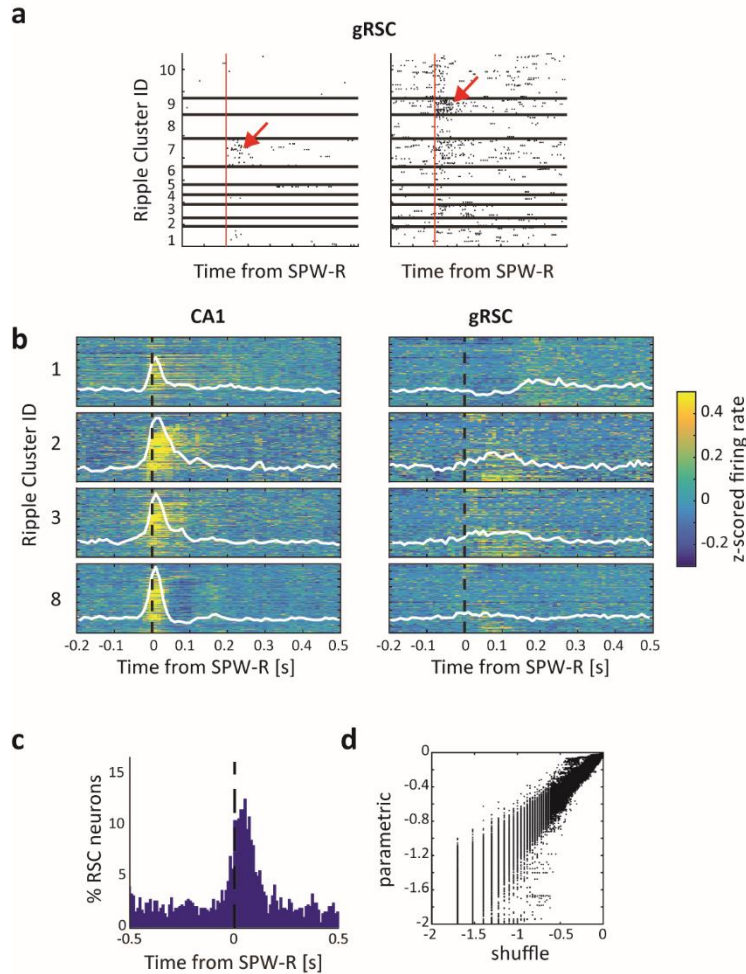 a
gRSC
Ripple Cluster ID
10
9
8
7
6
5
4
3
2
1
Time from SPW-R
Time from SPW-R
b
CA1
gRSC
Ripple Cluster ID
1
2
3
8
-0.2 -0.1 0 0.1 0.2 0.3 0.4 0.5
-0.2 -0.1 0 0.1 0.2 0.3 0.4 0.5
Time from SPW-R [s]
Time from SPW-R [s]
0.4
0.2
0
-0.2
z-scored firing rate
c
% RSC neurons
15
10
5
0
-0.5 0 0.5
Time from SPW-R [s]
d
parametric
0
-0.4
-0.8
-1.2
-1.6
-2
-2 -1.5 -1 -0.5 0
shuffle